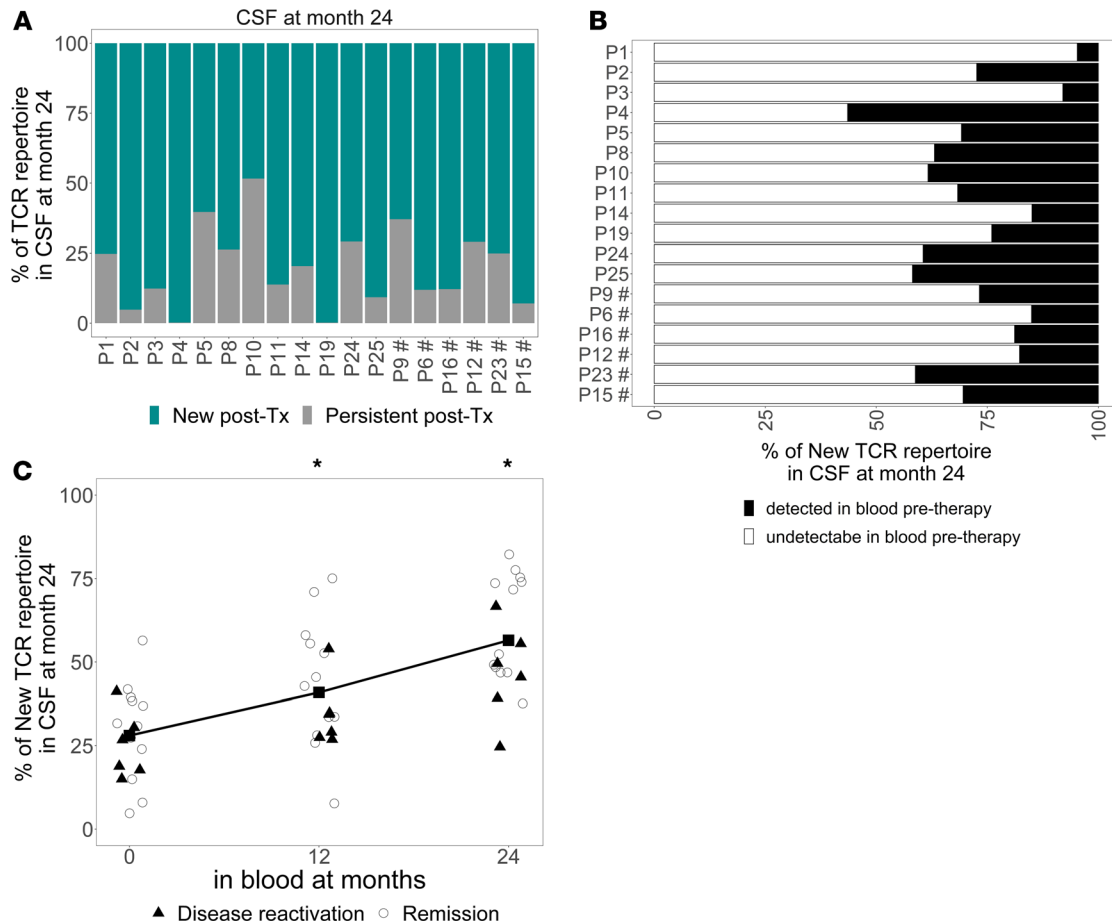 A
CSF at month 24
% of TCR repertoire
in CSF at month 24
100
75
50
25
0
P1
P2
P3
P4
P5
P8
P10
P11
P14
P19
P24
P25
P9 #
P6 #
P16 #
P12 #
P23 #
P15 #
New post-Tx
Persistent post-Tx
B
P1
P2
P3
P4
P5
P8
P10
P11
P14
P19
P24
P25
P9 #
P6 #
P16 #
P12 #
P23 #
P15 #
0
25
50
75
100
% of New TCR repertoire
in CSF at month 24
detected in blood pre-therapy
undetectabe in blood pre-therapy
C
* *
% of New TCR repertoire
in CSF at month 24
100
75
50
25
0
0 12 24
in blood at months
Disease reactivation
Remission